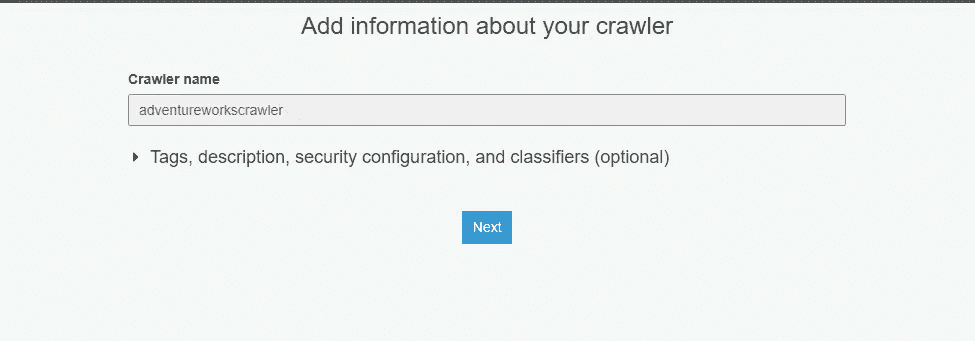 Add information about your crawler
Crawler name
adventureworkscrawler
Tags, description, security configuration, and classifiers (optional)
Next